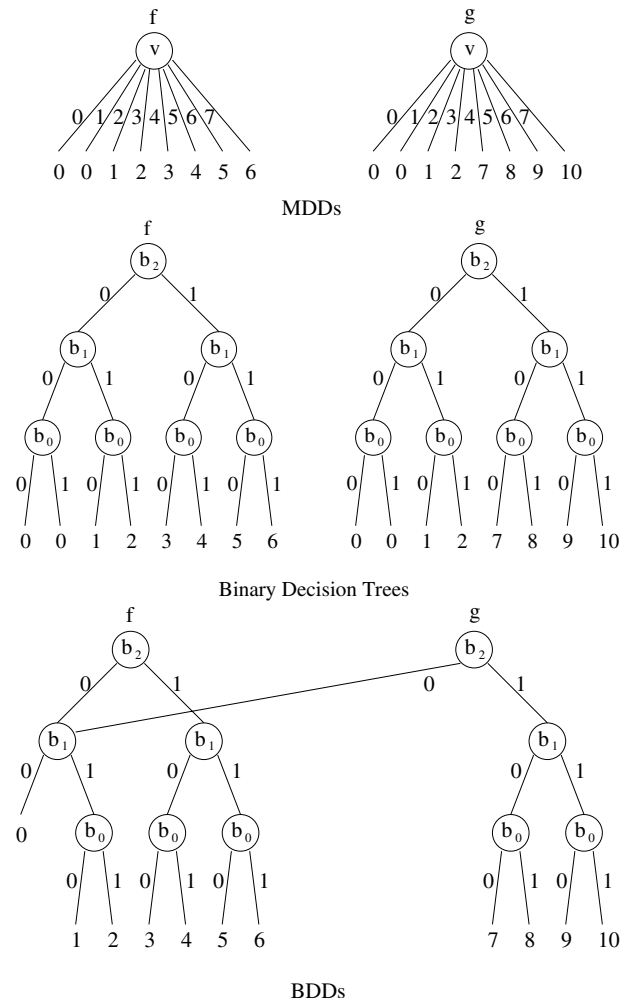 f g
v v
0 1 2 3 4 5 6 7 0 1 2 3 4 5 6 7
0 0 1 2 3 4 5 6 0 0 1 2 7 8 9 10
MDDs
f g
b2 b2
0 1 0 1
b1 b1 b1 b1
0 1 0 1 0 1 0 1
b0 b0 b0 b0 b0 b0 b0 b0
0 1 0 1 0 1 0 1 0 1 0 1 0 1 0 1
0 0 1 2 3 4 5 6 0 0 1 2 7 8 9 10
Binary Decision Trees
f g
b2 b2
0 1 0 1
b1 b1 b1
0 1 0 1 0 1
0 b0 b0 b0 b0 b0
0 1 0 1 0 1 0 1 0 1
1 2 3 4 5 6 7 8 9 10
BDDs